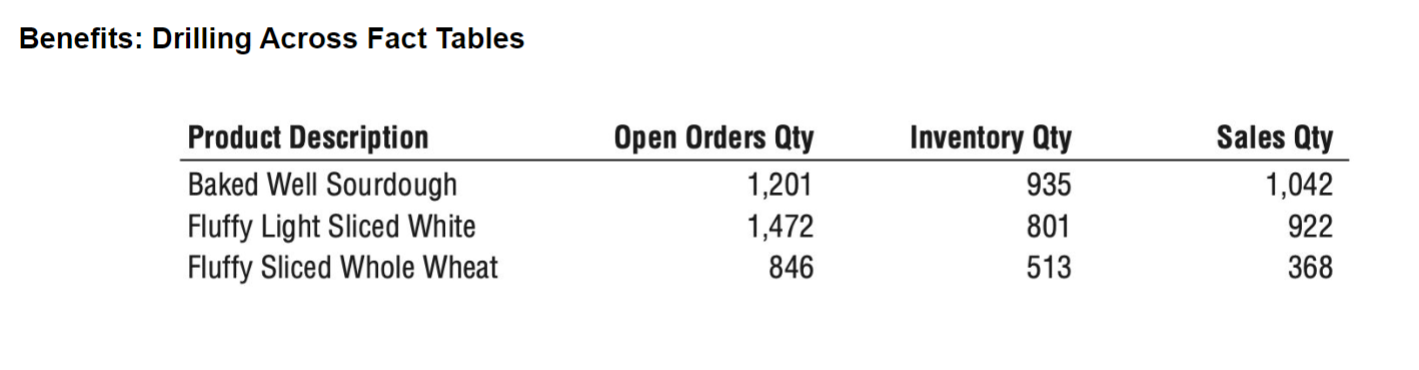 Benefits: Drilling Across Fact Tables
Product Description Open Orders Qty Inventory Qty Sales Qty
Baked Well Sourdough 1,201 935 1,042
Fluffy Light Sliced White 1,472 801 922
Fluffy Sliced Whole Wheat 846 513 368